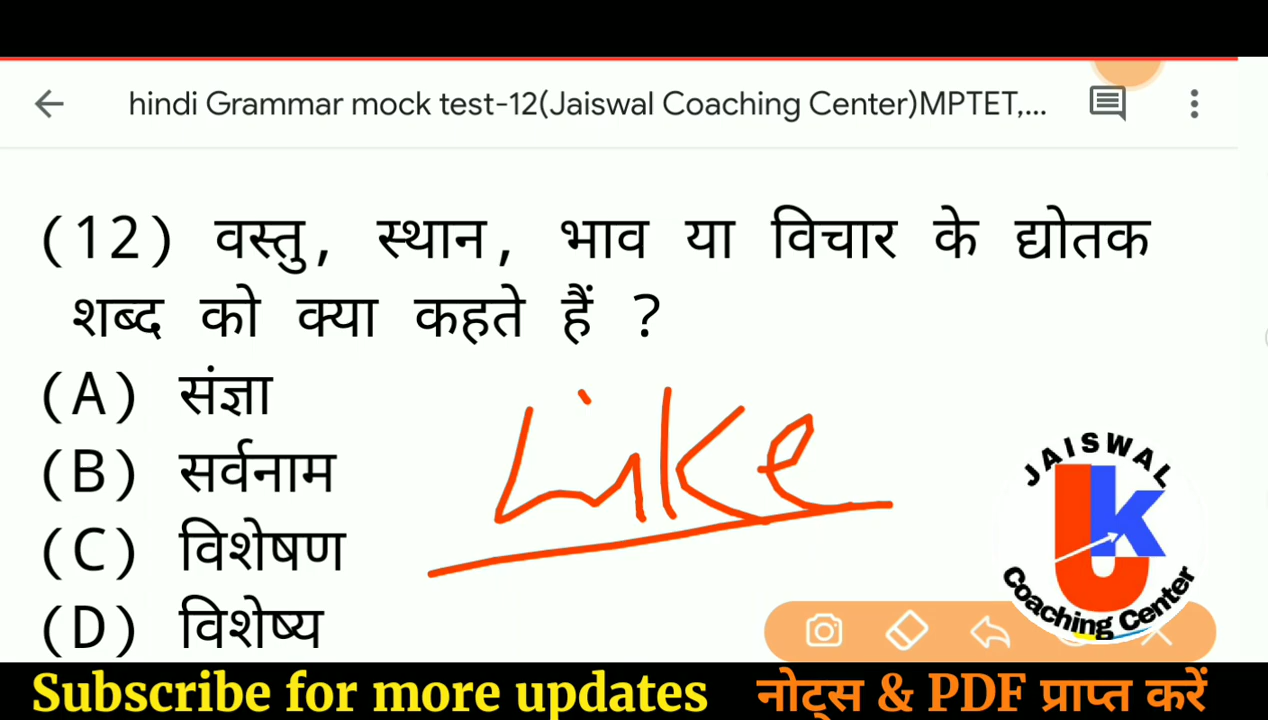 hindi Grammar mock test-12(Jaiswal Coaching Center)MPTET,...
(12) वस्तु, स्थान, भाव या विचार के द्योतक
शब्द को क्या कहते हैं ?
(A) संज्ञा
(B) सर्वनाम
(C) विशेषण
(D) विशेष्य
Like
JAISWAL
JK
Coaching Center
Subscribe for more updates नोट्स & PDF प्राप्त करें